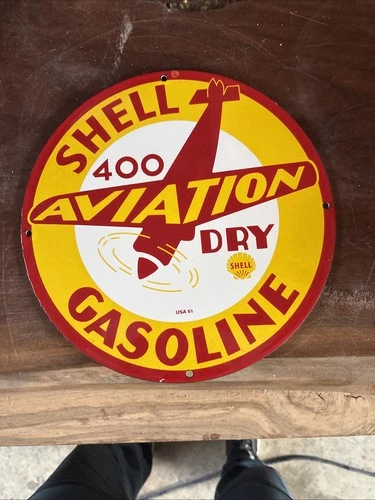 SHELL
400
AVIATION
DRY
SHELL
USA 61
GASOLINE